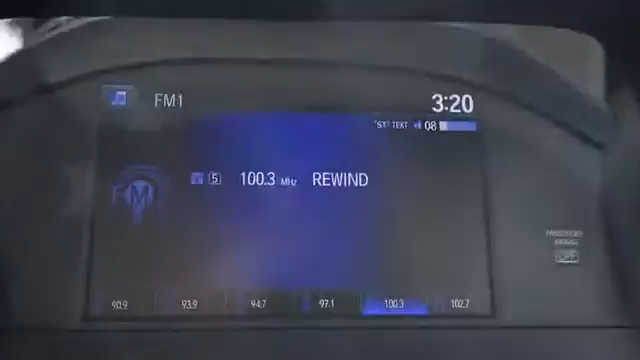 FM1
3:20
ST TEXT 08
FM
5 100.3 MHz REWIND
90.9 93.9 94.7 97.1 100.3 102.7
PASSENGER
AIRBAG
OFF